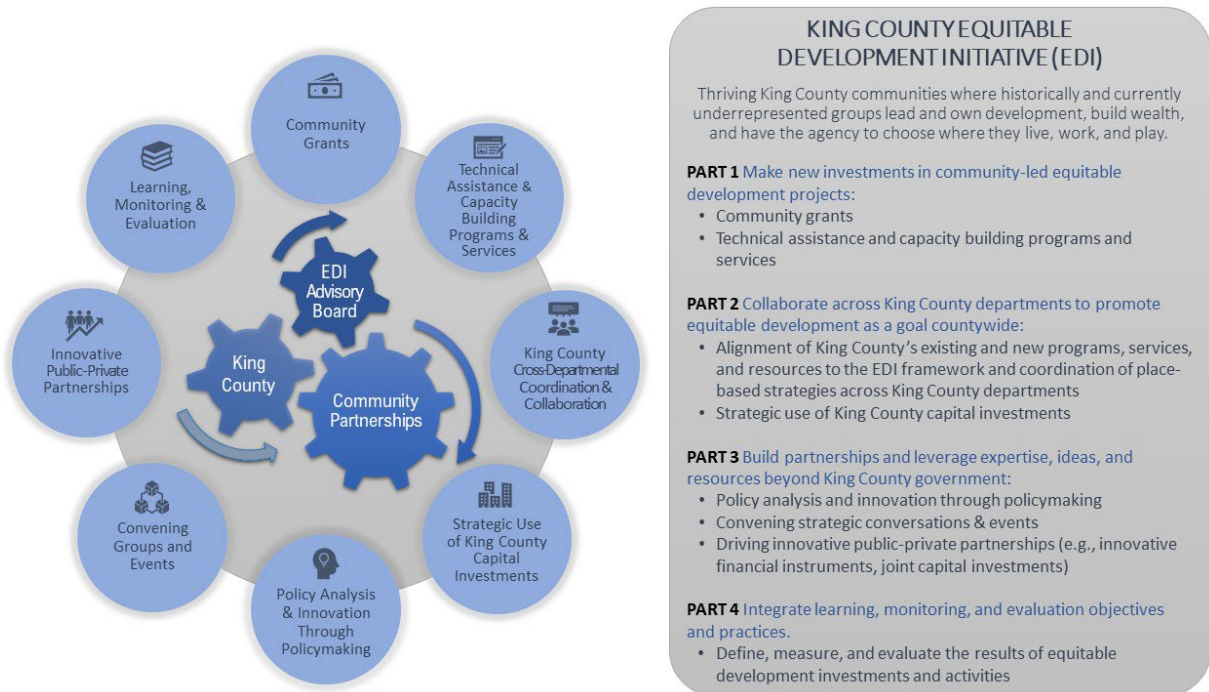 Community
Grants
Technical
Assistance &
Capacity
Building
Programs &
Services
King County
Cross-Departmental
Coordination &
Collaboration
Strategic Use
of King County
Capital
Investments
Policy Analysis
& Innovation
Through
Policymaking
Convening
Groups and
Events
Innovative
Public-Private
Partnerships
Learning,
Monitoring &
Evaluation
EDI
Advisory
Board
King
County
Community
Partnerships
KING COUNTY EQUITABLE
DEVELOPMENT INITIATIVE (EDI)
Thriving King County communities where historically and currently
underrepresented groups lead and own development, build wealth,
and have the agency to choose where they live, work, and play.
PART 1 Make new investments in community-led equitable
development projects:
• Community grants
• Technical assistance and capacity building programs and
services
PART 2 Collaborate across King County departments to promote
equitable development as a goal countywide:
• Alignment of King County's existing and new programs, services,
and resources to the EDI framework and coordination of place-
based strategies across King County departments
• Strategic use of King County capital investments
PART 3 Build partnerships and leverage expertise, ideas, and
resources beyond King County government:
• Policy analysis and innovation through policymaking
• Convening strategic conversations & events
• Driving innovative public-private partnerships (e.g., innovative
financial instruments, joint capital investments)
PART 4 Integrate learning, monitoring, and evaluation objectives
and practices.
• Define, measure, and evaluate the results of equitable
development investments and activities